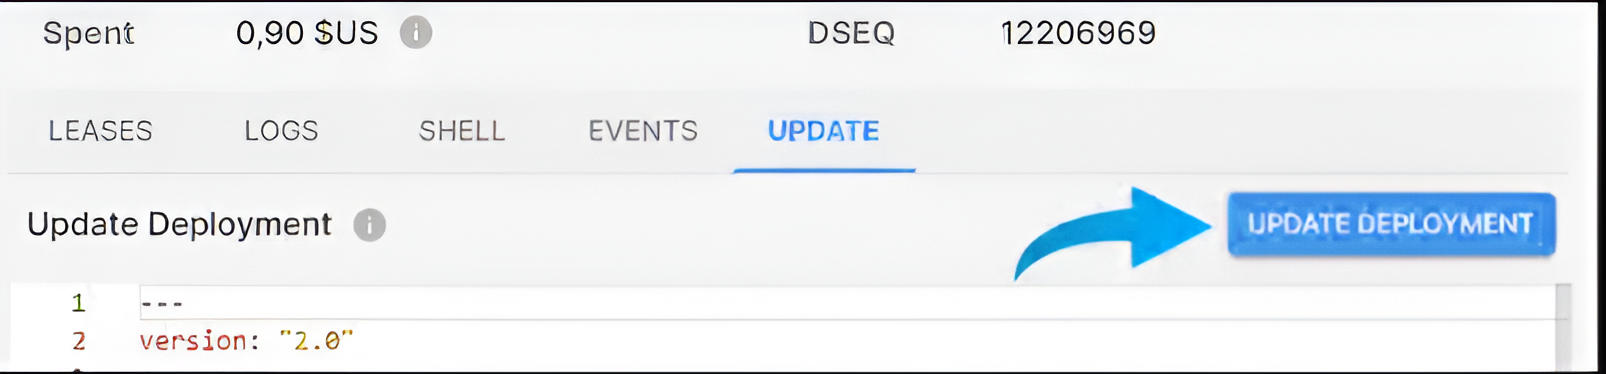 Spent 0,90 $US DSEQ 12206969
LEASES LOGS SHELL EVENTS UPDATE
Update Deployment UPDATE DEPLOYMENT
1 ---
2 version: "2.0"